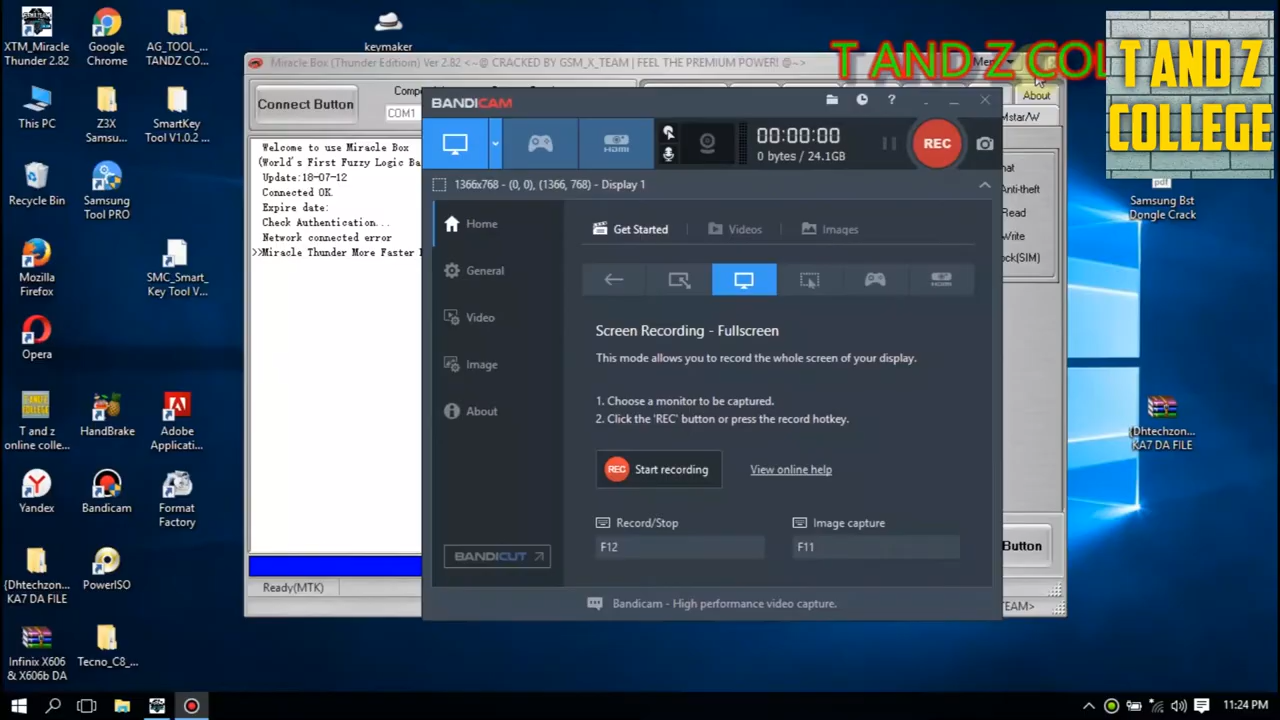 XTM_Miracle
Thunder 2.82
Google
Chrome
AG_TOOL_...
TANDZ COL...
keymaker
This PC
Z3X
Samsu...
SmartKey
Tool V1.0.2 ...
Recycle Bin
Samsung
Tool PRO
Mozilla
Firefox
SMC_Smart_
Key Tool V...
Opera
T and z
online colle...
HandBrake
Adobe
Applicati...
Yandex
Bandicam
Format
Factory
{Dhtechzon...
KA7 DA FILE
PowerISO
Infinix X606
& X606b DA
Tecno_C8_...
Miracle Box (Thunder Edition) Ver 2.82 <-@ CRACKED BY GSM_X_TEAM | FEEL THE PREMIUM POWER! @~>
T AND Z COL
Connect Button
COM1
About
Mstar/W
Welcome to use Miracle Box
(World's First Fuzzy Logic Ba
Update:18-07-12
Connected OK.
Expire date:
Check Authentication...
Network connected error
>>Miracle Thunder More Faster
Anti-theft
Read
Write
ock(SIM)
Button
Ready(MTK)
TEAM>
BANDICAM
?
HDMI
00:00:00
0 bytes / 24.1GB
REC
1366x768 - (0, 0), (1366, 768) - Display 1
Home
General
Video
Image
About
BANDICUT
Get Started
Videos
Images
HDMI
Screen Recording - Fullscreen
This mode allows you to record the whole screen of your display.
1. Choose a monitor to be captured.
2. Click the 'REC' button or press the record hotkey.
REC
Start recording
View online help
Record/Stop
F12
Image capture
F11
Bandicam - High performance video capture.
T AND Z
COLLEGE
pdf
Samsung Bst
Dongle Crack
{Dhtechzon...
KA7 DA FILE
11:24 PM